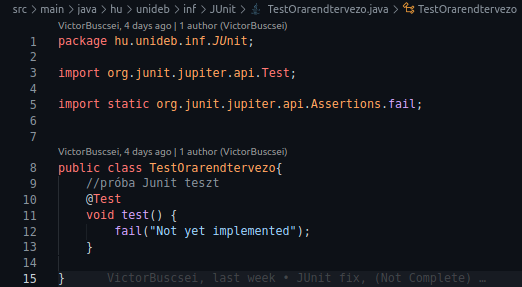 src > main > java > hu > unideb > inf > JUnit > TestOrarendtervezo.java > TestOrarendtervezo
VictorBuscsei, 4 days ago | 1 author (VictorBuscsei)
1 package hu.unideb.inf.JUnit;
2
3 import org.junit.jupiter.api.Test;
4
5 import static org.junit.jupiter.api.Assertions.fail;
6
7
VictorBuscsei, 4 days ago | 1 author (VictorBuscsei)
8 public class TestOrarendtervezo{
9 //próba Junit teszt
10 @Test
11 void test() {
12 fail("Not yet implemented");
13 }
14
15 } VictorBuscsei, last week • JUnit fix, (Not Complete) …